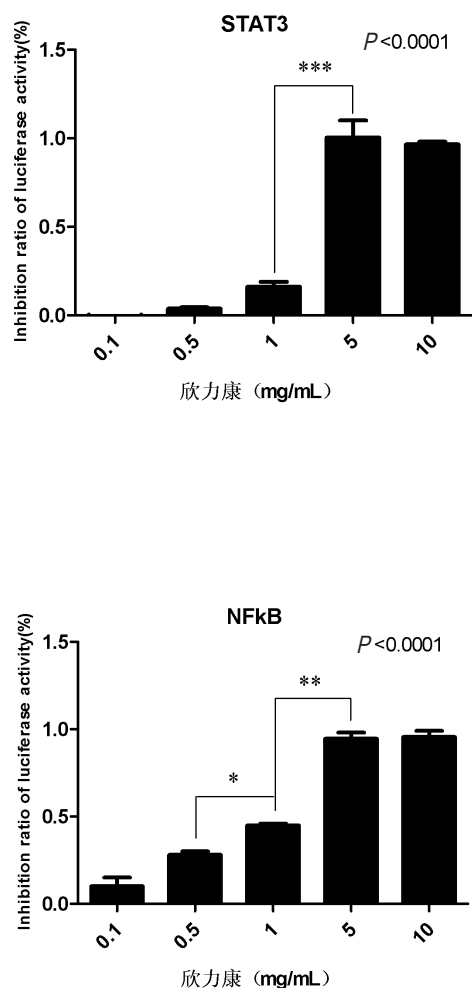 STAT3
P<0.0001
***
Inhibition ratio of luciferase activity(%)
1.5
1.0
0.5
0.0
0.1 0.5 1 5 10
欣力康（mg/mL）
NFkB
P<0.0001
**
*
Inhibition ratio of luciferase activity(%)
1.5
1.0
0.5
0.0
0.1 0.5 1 5 10
欣力康（mg/mL）